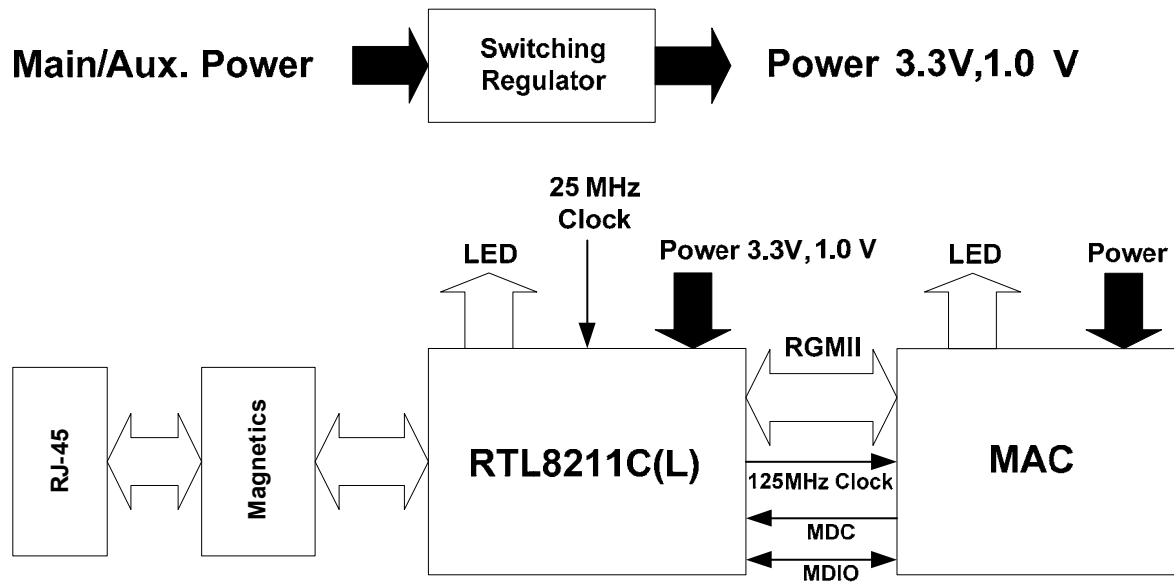 Main/Aux. Power
Switching
Regulator
Power 3.3V,1.0 V
25 MHz
Clock
LED
Power 3.3V, 1.0 V
LED
Power
RGMII
RJ-45
Magnetics
RTL8211C(L)
MAC
125MHz Clock
MDC
MDIO